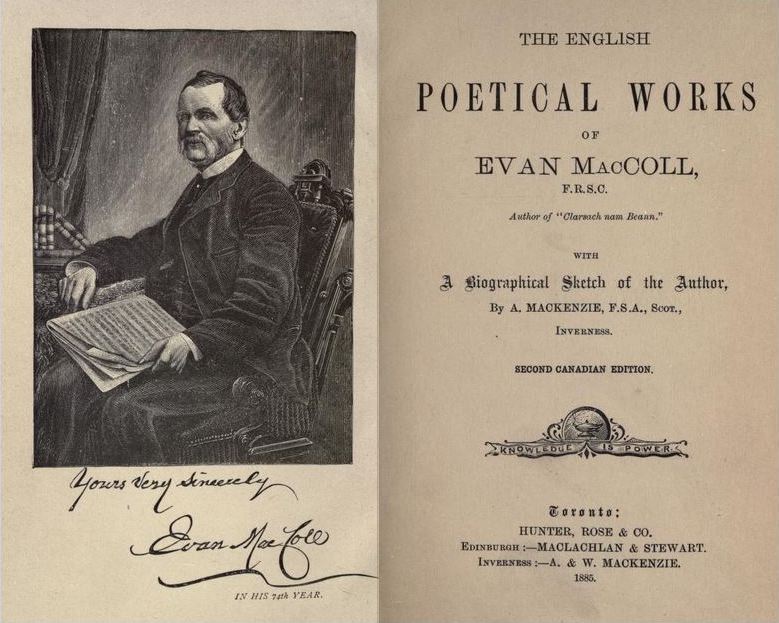 Yours Very Sincerely
Evan MacColl
IN HIS 74th YEAR.
THE ENGLISH
POETICAL WORKS
OF
EVAN MacCOLL,
F.R.S.C.
Author of "Clarsach nam Beann."
WITH
A Biographical Sketch of the Author,
By A. MACKENZIE, F.S.A., Scot.,
Inverness.
SECOND CANADIAN EDITION.
KNOWLEDGE IS POWER.
Toronto:
HUNTER, ROSE & CO.
Edinburgh:—MACLACHLAN & STEWART.
Inverness:—A. & W. MACKENZIE.
1885.